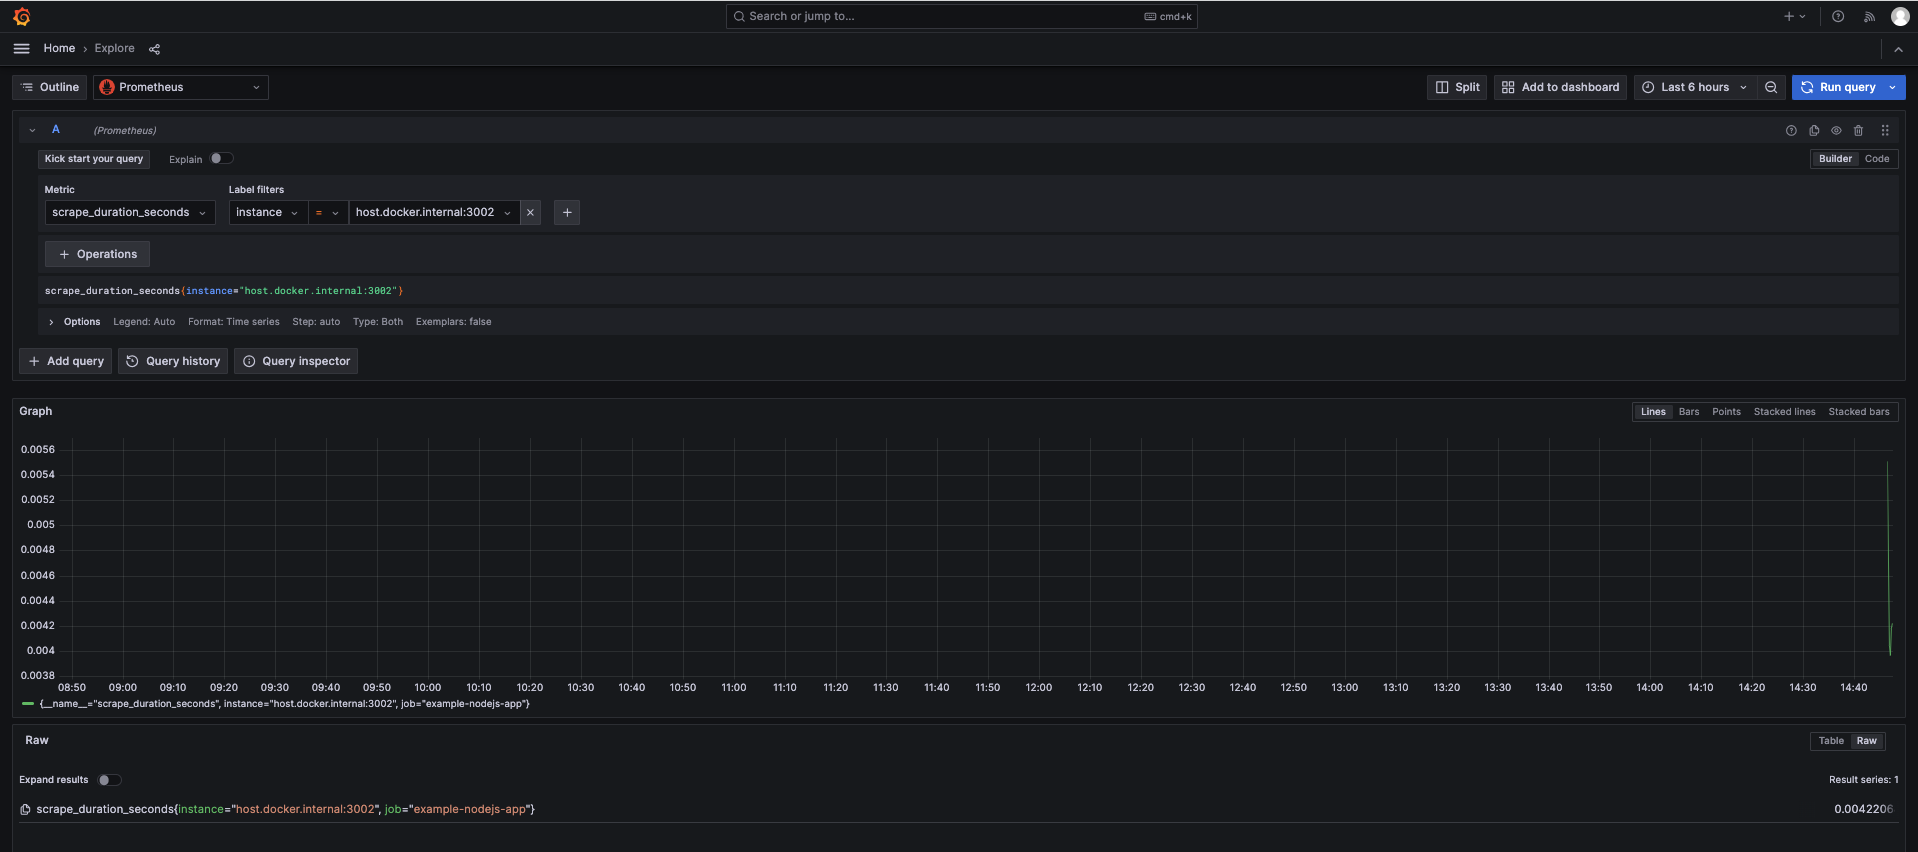 Search or jump to... cmd+k
Home › Explore
Outline Prometheus Split Add to dashboard Last 6 hours Run query
A (Prometheus)
Kick start your query Explain Builder Code
Metric Label filters
scrape_duration_seconds instance = host.docker.internal:3002
+ Operations
scrape_duration_seconds{instance="host.docker.internal:3002"}
Options Legend: Auto Format: Time series Step: auto Type: Both Exemplars: false
+ Add query Query history Query inspector
Graph Lines Bars Points Stacked lines Stacked bars
0.0056
0.0054
0.0052
0.005
0.0048
0.0046
0.0044
0.0042
0.004
0.0038
08:50 09:00 09:10 09:20 09:30 09:40 09:50 10:00 10:10 10:20 10:30 10:40 10:50 11:00 11:10 11:20 11:30 11:40 11:50 12:00 12:10 12:20 12:30 12:40 12:50 13:00 13:10 13:20 13:30 13:40 13:50 14:00 14:10 14:20 14:30 14:40
{__name__="scrape_duration_seconds", instance="host.docker.internal:3002", job="example-nodejs-app"}
Raw Table Raw
Expand results Result series: 1
scrape_duration_seconds{instance="host.docker.internal:3002", job="example-nodejs-app"} 0.0042206